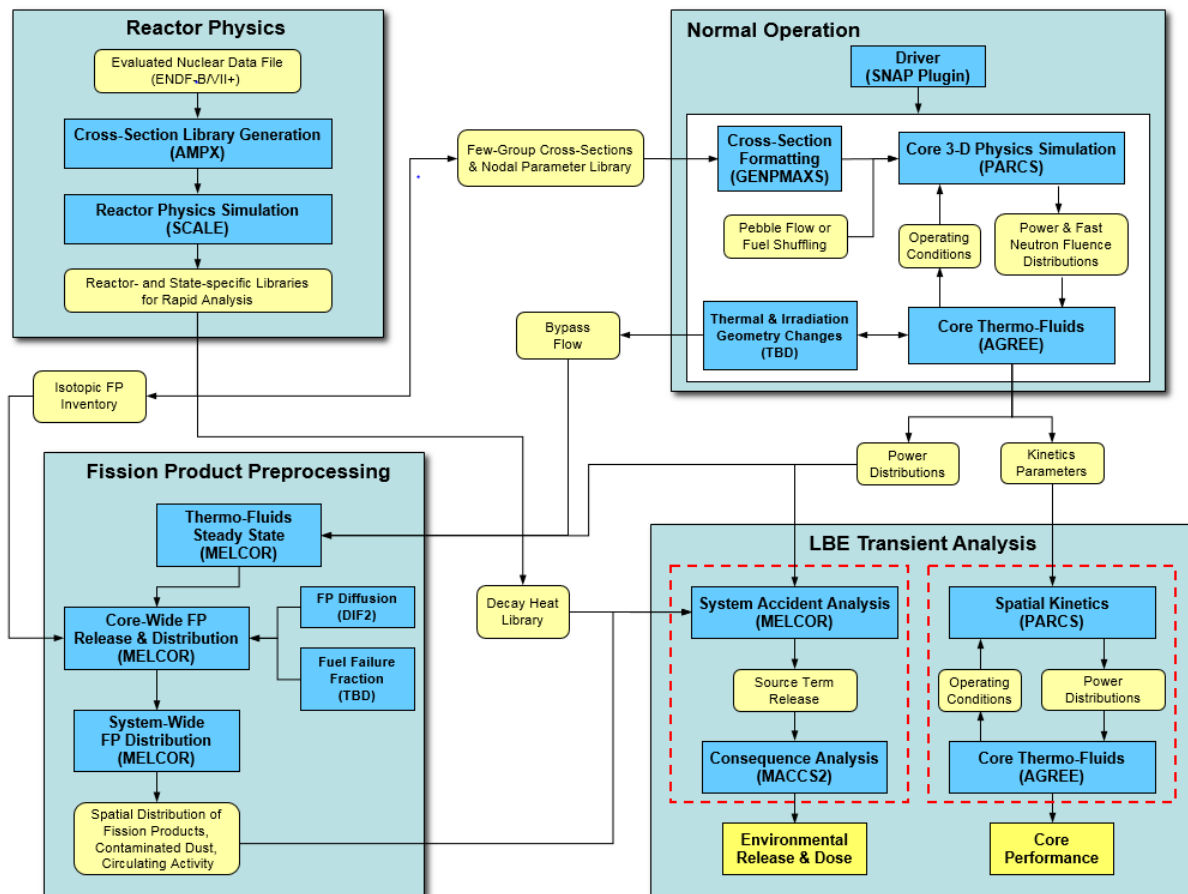 Reactor Physics
Evaluated Nuclear Data File
(ENDF-B/VII+)
Cross-Section Library Generation
(AMPX)
Reactor Physics Simulation
(SCALE)
Reactor- and State-specific Libraries
for Rapid Analysis
Normal Operation
Driver
(SNAP Plugin)
Few-Group Cross-Sections
& Nodal Parameter Library
Cross-Section
Formatting
(GENPMAXS)
Core 3-D Physics Simulation
(PARCS)
Pebble Flow or
Fuel Shuffling
Operating
Conditions
Power & Fast
Neutron Fluence
Distributions
Bypass
Flow
Thermal & Irradiation
Geometry Changes
(TBD)
Core Thermo-Fluids
(AGREE)
Isotopic FP
Inventory
Power
Distributions
Kinetics
Parameters
Fission Product Preprocessing
Thermo-Fluids
Steady State
(MELCOR)
FP Diffusion
(DIF2)
Core-Wide FP
Release & Distribution
(MELCOR)
Fuel Failure
Fraction
(TBD)
System-Wide
FP Distribution
(MELCOR)
Spatial Distribution of
Fission Products,
Contaminated Dust,
Circulating Activity
Decay Heat
Library
LBE Transient Analysis
System Accident Analysis
(MELCOR)
Source Term
Release
Consequence Analysis
(MACCS2)
Environmental
Release & Dose
Spatial Kinetics
(PARCS)
Operating
Conditions
Power
Distributions
Core Thermo-Fluids
(AGREE)
Core
Performance